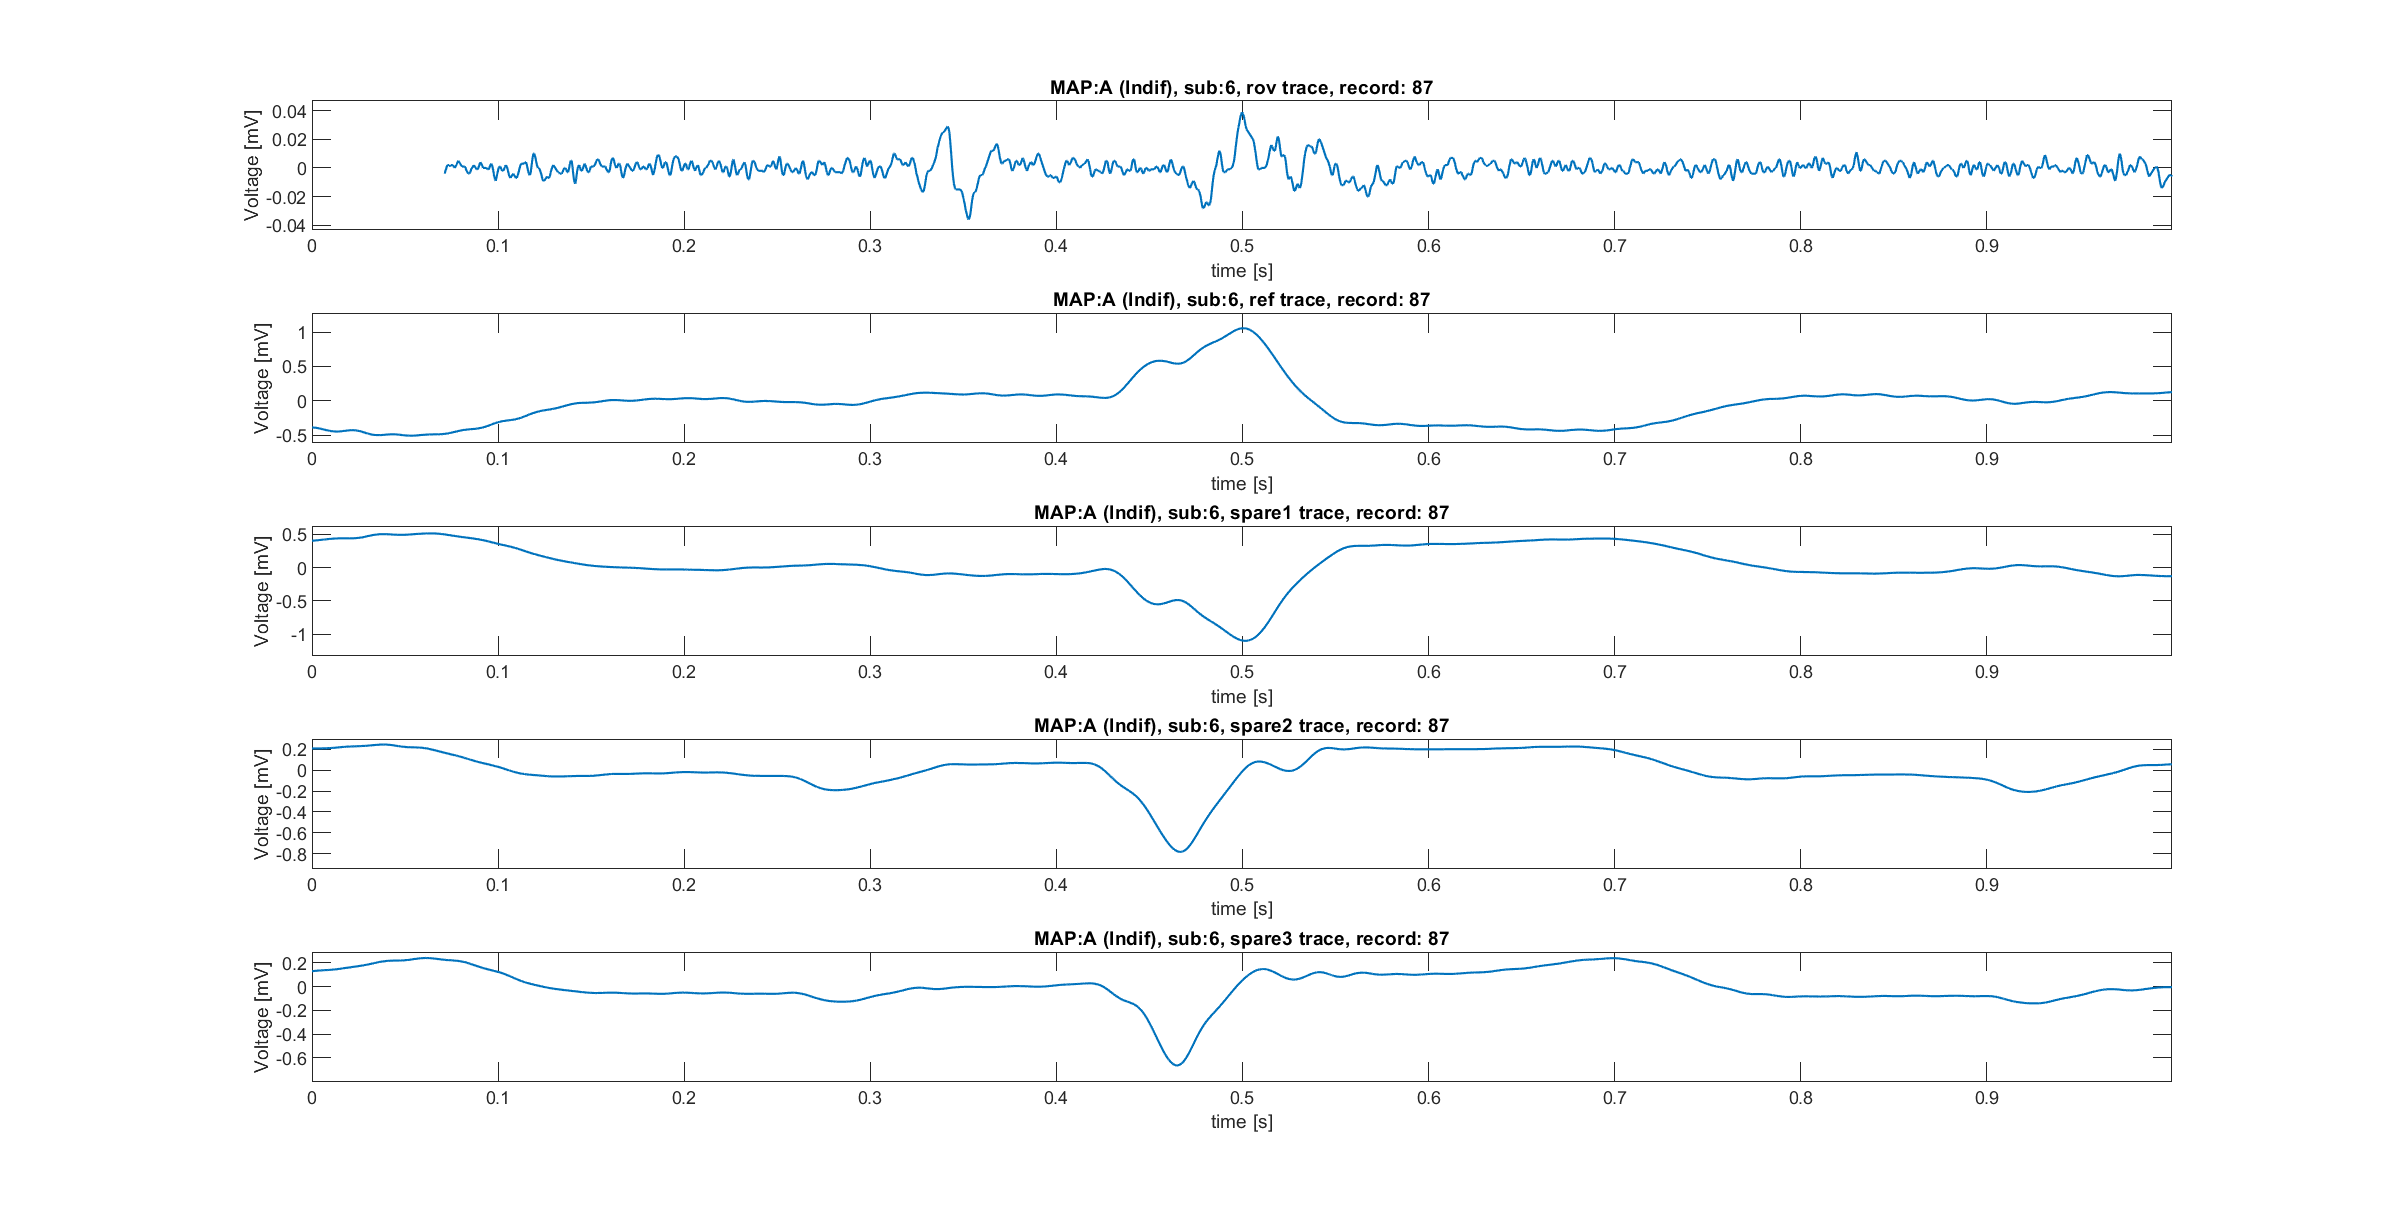 MAP:A (Indif), sub:6, rov trace, record: 87
Voltage [mV]
0.04
0.02
0
-0.02
-0.04
0 0.1 0.2 0.3 0.4 0.5 0.6 0.7 0.8 0.9
time [s]
MAP:A (Indif), sub:6, ref trace, record: 87
Voltage [mV]
1
0.5
0
-0.5
0 0.1 0.2 0.3 0.4 0.5 0.6 0.7 0.8 0.9
time [s]
MAP:A (Indif), sub:6, spare1 trace, record: 87
Voltage [mV]
0.5
0
-0.5
-1
0 0.1 0.2 0.3 0.4 0.5 0.6 0.7 0.8 0.9
time [s]
MAP:A (Indif), sub:6, spare2 trace, record: 87
Voltage [mV]
0.2
0
-0.2
-0.4
-0.6
-0.8
0 0.1 0.2 0.3 0.4 0.5 0.6 0.7 0.8 0.9
time [s]
MAP:A (Indif), sub:6, spare3 trace, record: 87
Voltage [mV]
0.2
0
-0.2
-0.4
-0.6
0 0.1 0.2 0.3 0.4 0.5 0.6 0.7 0.8 0.9
time [s]